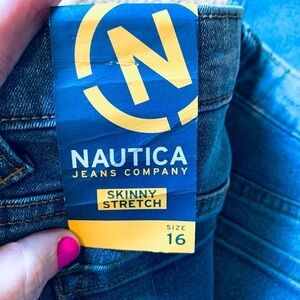 N
NAUTICA
JEANS COMPANY
SKINNY
STRETCH
SIZE
16